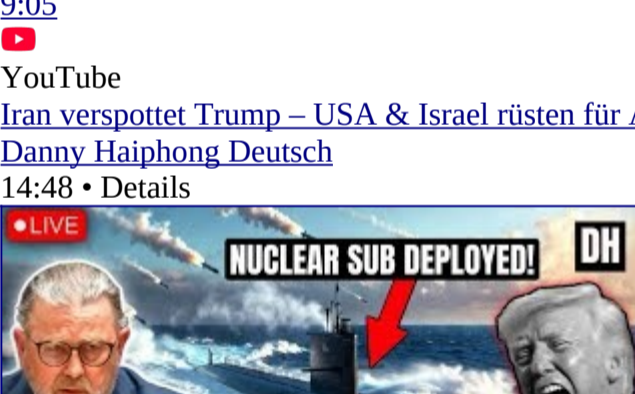 9:05
YouTube
Iran verspottet Trump – USA & Israel rüsten für
Danny Haiphong Deutsch
14:48 • Details
LIVE
NUCLEAR SUB DEPLOYED!
DH